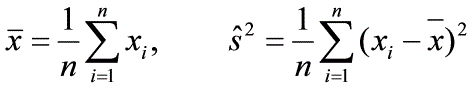 x̄ = 1/n ∑_{i=1}^{n} x_i, ŝ² = 1/n ∑_{i=1}^{n} (x_i − x̄)²